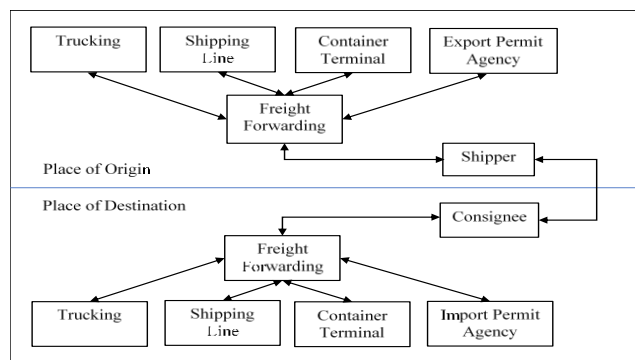 Trucking
Shipping
Line
Container
Terminal
Export Permit
Agency
Freight
Forwarding
Shipper
Place of Origin
Place of Destination
Consignee
Freight
Forwarding
Trucking
Shipping
Line
Container
Terminal
Import Permit
Agency